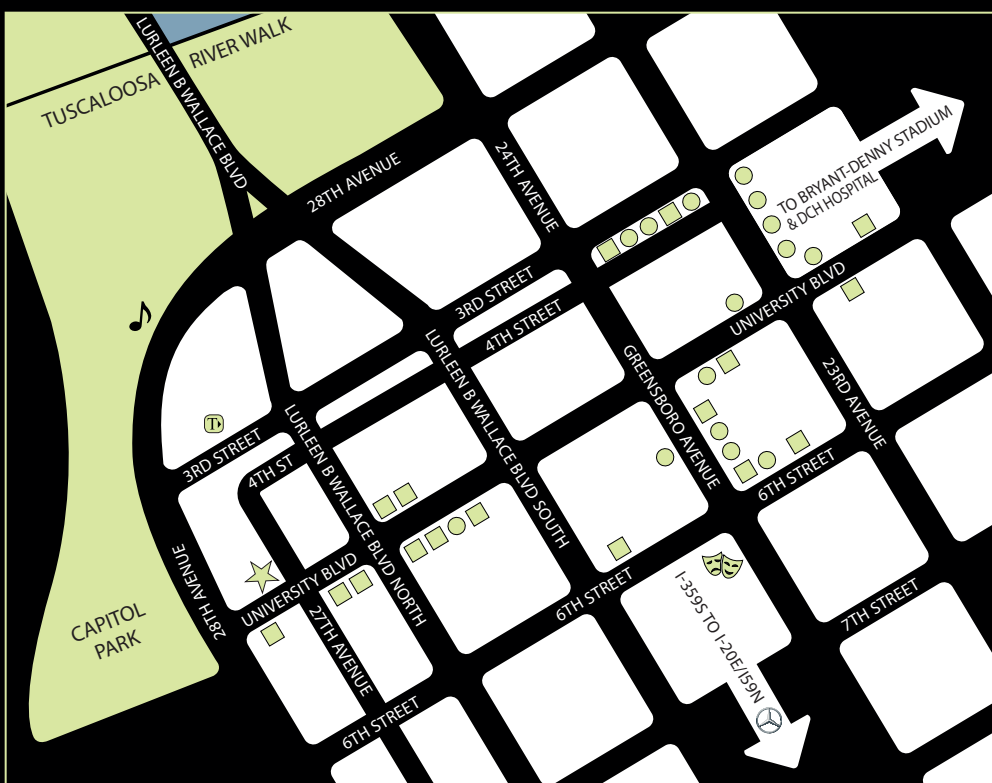 LURLEEN B WALLACE BLVD
RIVER WALK
TUSCALOOSA
28TH AVENUE
24TH AVENUE
TO BRYANT-DENNY STADIUM
& DCH HOSPITAL
3RD STREET
4TH STREET
UNIVERSITY BLVD
LURLEEN B WALLACE BLVD SOUTH
GREENSBORO AVENUE
23RD AVENUE
T
3RD STREET
4TH ST
LURLEEN B WALLACE BLVD NORTH
6TH STREET
28TH AVENUE
UNIVERSITY BLVD
27TH AVENUE
6TH STREET
I-359S TO I-20E/I59N
7TH STREET
CAPITOL
PARK
6TH STREET